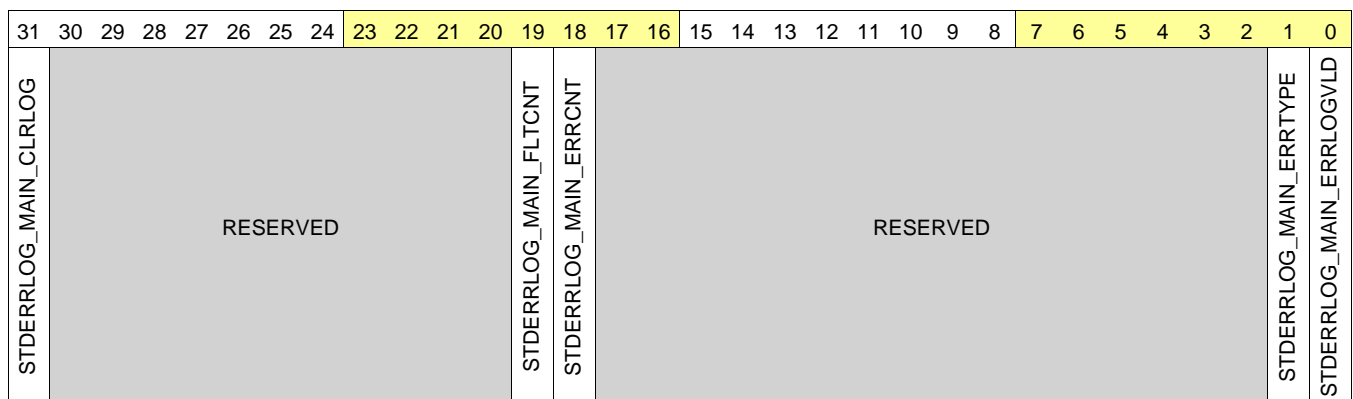 31 30 29 28 27 26 25 24 23 22 21 20 19 18 17 16 15 14 13 12 11 10 9 8 7 6 5 4 3 2 1 0
STDERRLOG_MAIN_CLRLOG
RESERVED
STDERRLOG_MAIN_FLTCNT
STDERRLOG_MAIN_ERRCNT
RESERVED
STDERRLOG_MAIN_ERRTYPE
STDERRLOG_MAIN_ERRLOGVLD